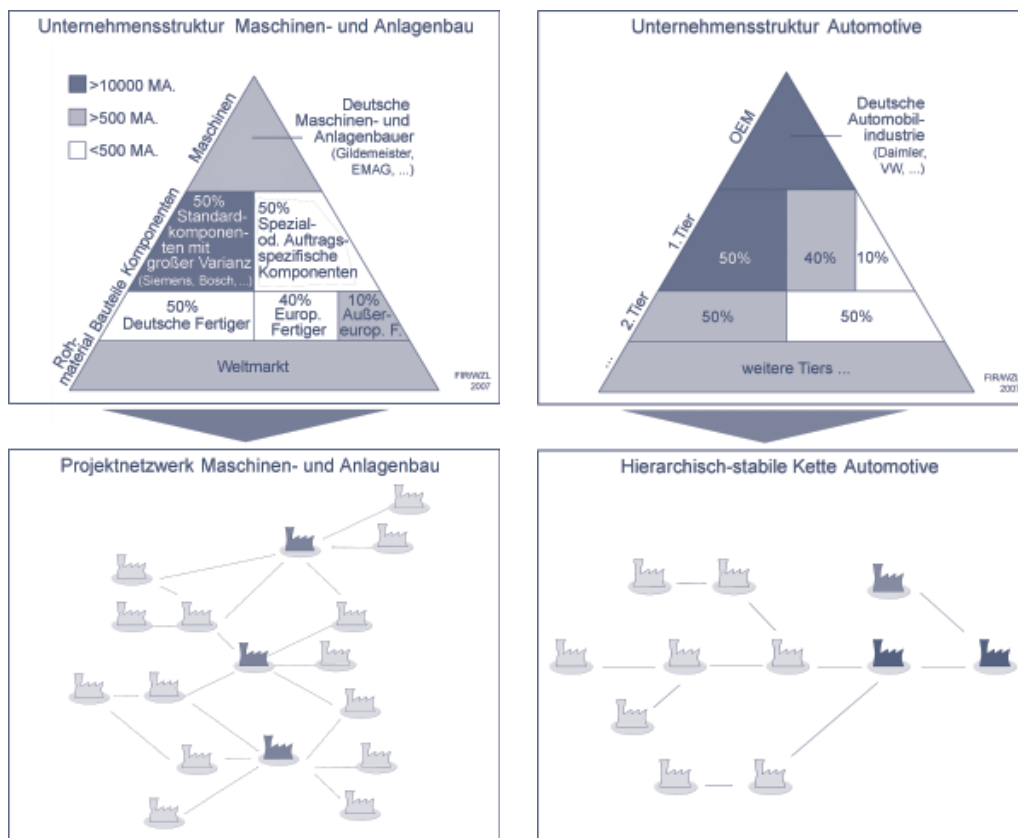 Unternehmensstruktur Maschinen- und Anlagenbau
>10000 MA.
>500 MA.
<500 MA.
Maschinen
Komponenten
Bauteile
Roh-
material
Deutsche
Maschinen- und
Anlagenbauer
(Gildemeister,
EMAG, ...)
50%
Standard-
komponen-
ten mit
großer Varianz
(Siemens, Bosch, ...)
50%
Spezial-
od. Auftrags-
spezifische
Komponenten
50%
Deutsche Fertiger
40%
Europ.
Fertiger
10%
Außer-
europ. F.
Weltmarkt
FIR/WZL
2007
Unternehmensstruktur Automotive
OEM
1. Tier
2. Tier
...
Deutsche
Automobil-
industrie
(Daimler,
VW, ...)
50%
40%
10%
50%
50%
weitere Tiers ...
FIR/WZL
2007
Projektnetzwerk Maschinen- und Anlagenbau
Hierarchisch-stabile Kette Automotive